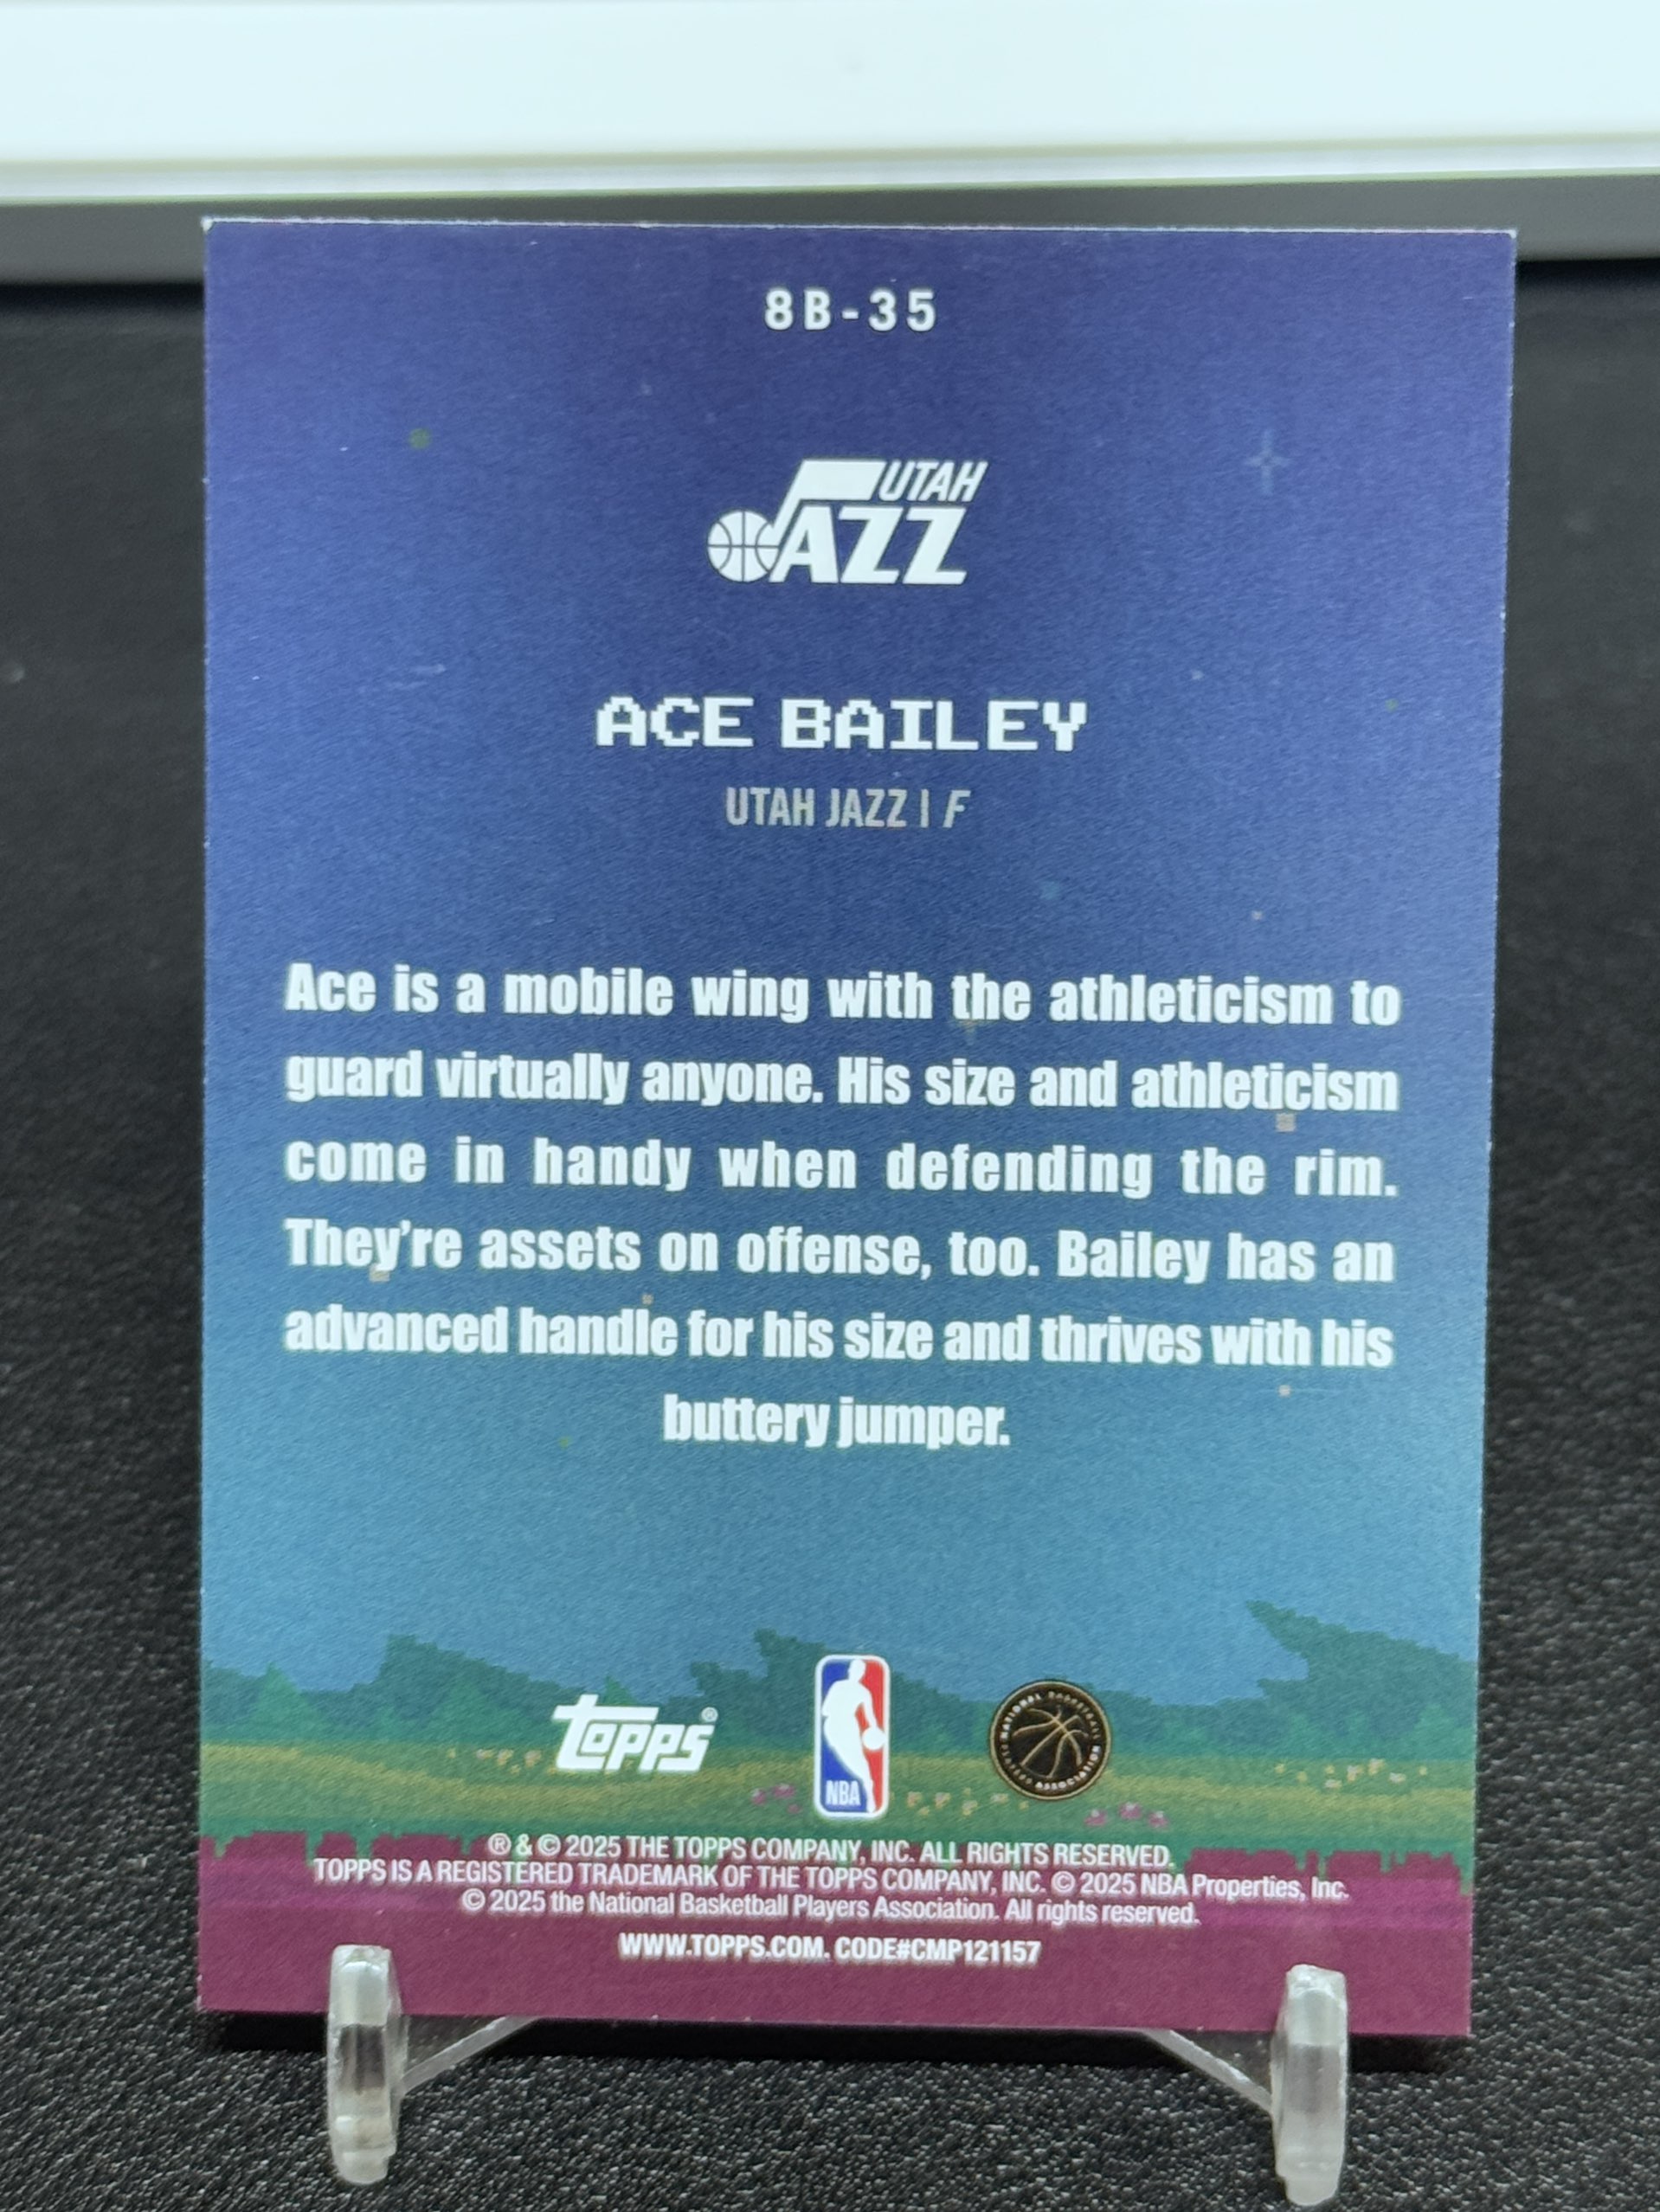 8B-35
UTAH
JAZZ
ACE BAILEY
UTAH JAZZ | F
Ace is a mobile wing with the athleticism to
guard virtually anyone. His size and athleticism
come in handy when defending the rim.
They're assets on offense, too. Bailey has an
advanced handle for his size and thrives with his
buttery jumper.
topps®
NBA
NATIONAL BASKETBALL PLAYERS ASSOCIATION
® & © 2025 THE TOPPS COMPANY, INC. ALL RIGHTS RESERVED.
TOPPS IS A REGISTERED TRADEMARK OF THE TOPPS COMPANY, INC. © 2025 NBA Properties, Inc.
© 2025 the National Basketball Players Association. All rights reserved.
WWW.TOPPS.COM. CODE#CMP121157